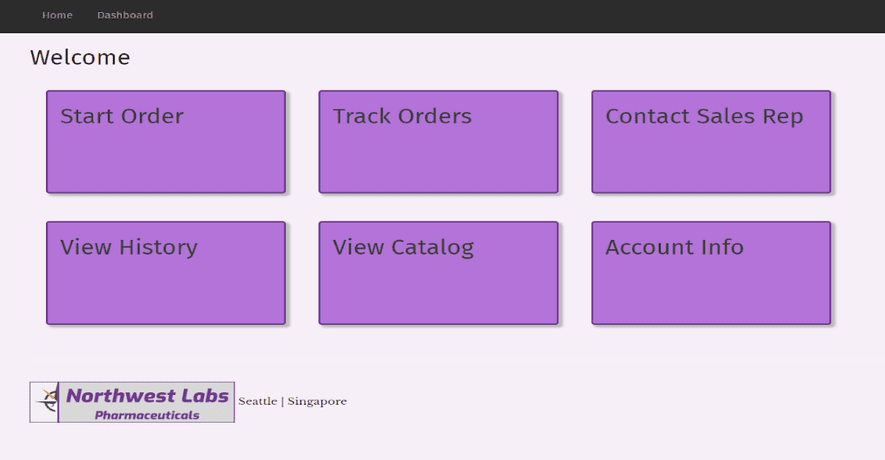 Home Dashboard
Welcome
Start Order Track Orders Contact Sales Rep
View History View Catalog Account Info
Northwest Labs
Pharmaceuticals
Seattle | Singapore